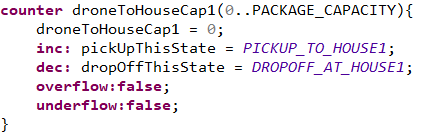 counter droneToHouseCap1(0..PACKAGE_CAPACITY){
droneToHouseCap1 = 0;
inc: pickUpThisState = PICKUP_TO_HOUSE1;
dec: dropOffThisState = DROPOFF_AT_HOUSE1;
overflow:false;
underflow:false;
}